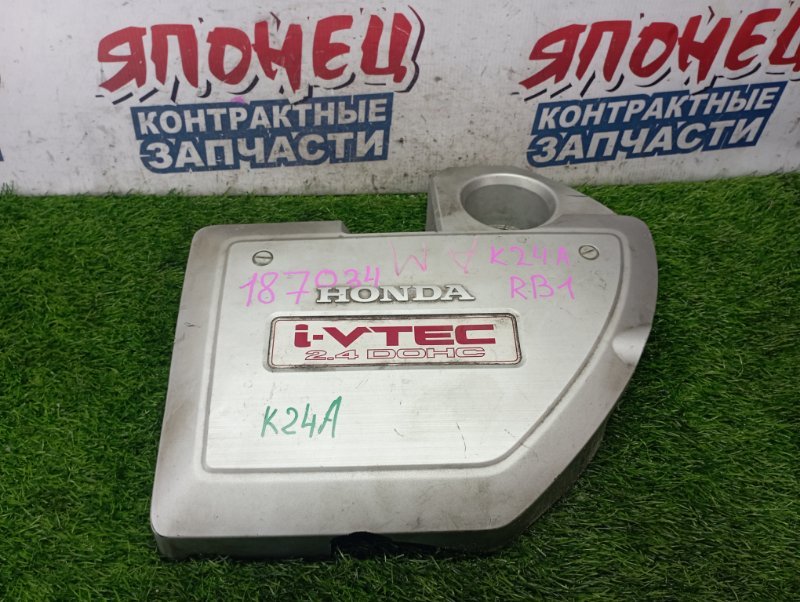 ЯПОНЕЦ
КОНТРАКТНЫЕ
ЗАПЧАСТИ
ЯПОНЕЦ
КОНТРАКТНЫЕ
ЗАПЧАСТИ
187034 M A K24A
RB1
HONDA
i-VTEC
2.4 DOHC
K24A